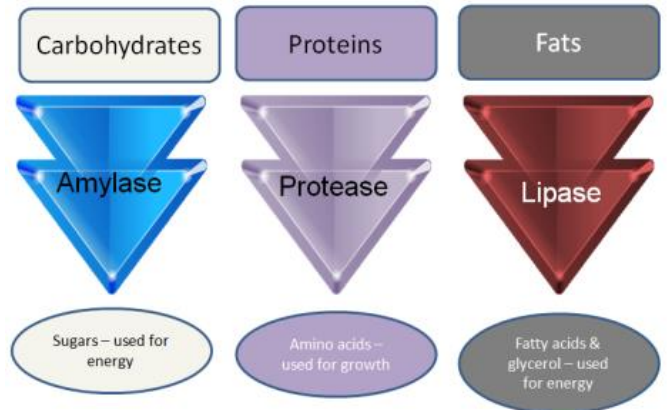 Carbohydrates
Proteins
Fats
Amylase
Protease
Lipase
Sugars – used for
energy
Amino acids –
used for growth
Fatty acids &
glycerol – used
for energy